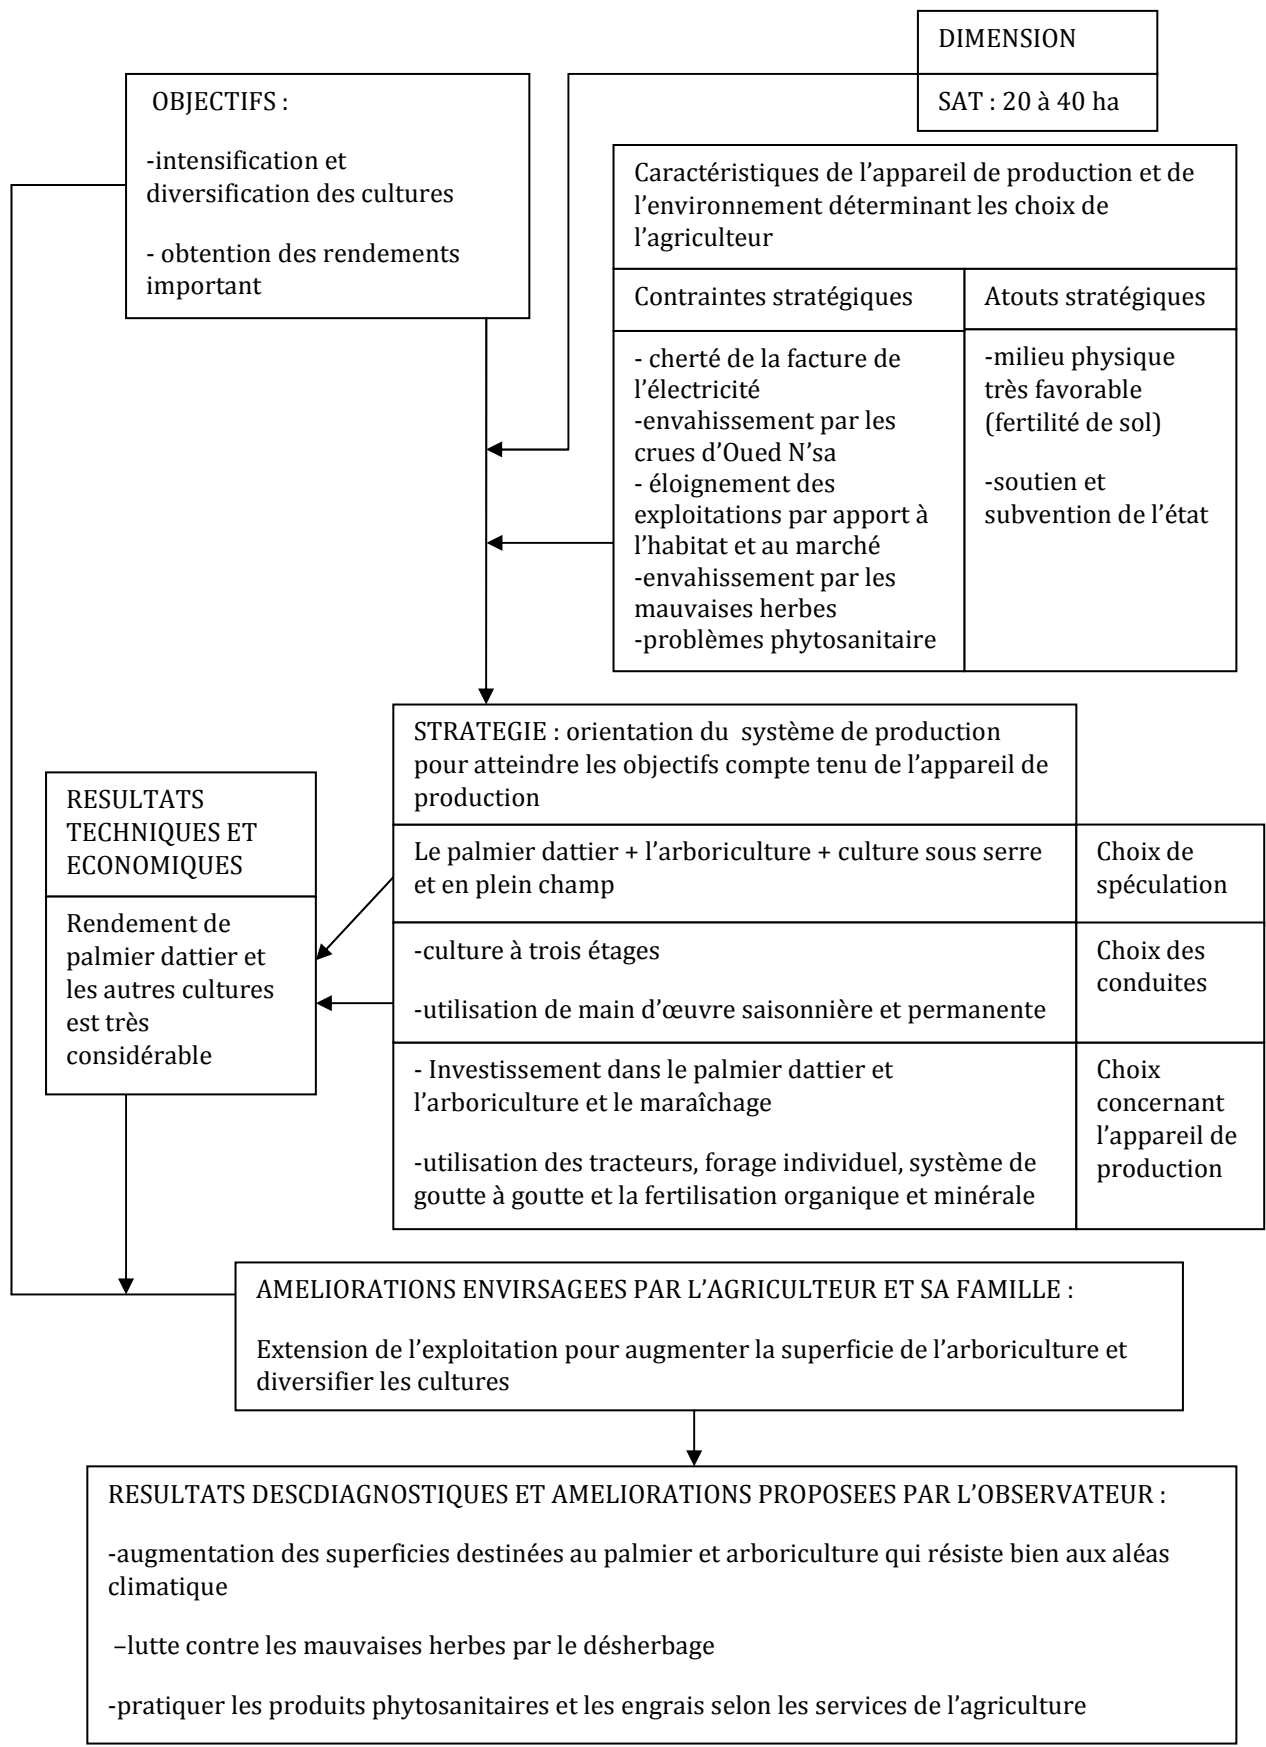 DIMENSION
SAT : 20 à 40 ha
OBJECTIFS :
-intensification et
diversification des cultures
- obtention des rendements
important
Caractéristiques de l’appareil de production et de
l’environnement déterminant les choix de
l’agriculteur
Contraintes stratégiques
Atouts stratégiques
- cherté de la facture de
l’électricité
-envahissement par les
crues d’Oued N’sa
- éloignement des
exploitations par apport à
l’habitat et au marché
-envahissement par les
mauvaises herbes
-problèmes phytosanitaire
-milieu physique
très favorable
(fertilité de sol)
-soutien et
subvention de l’état
STRATEGIE : orientation du  système de production
pour atteindre les objectifs compte tenu de l’appareil de
production
Le palmier dattier + l’arboriculture + culture sous serre
et en plein champ
Choix de
spéculation
-culture à trois étages
-utilisation de main d’œuvre saisonnière et permanente
Choix des
conduites
- Investissement dans le palmier dattier et
l’arboriculture et le maraîchage
-utilisation des tracteurs, forage individuel, système de
goutte à goutte et la fertilisation organique et minérale
Choix
concernant
l’appareil de
production
RESULTATS
TECHNIQUES ET
ECONOMIQUES
Rendement de
palmier dattier et
les autres cultures
est très
considérable
AMELIORATIONS ENVIRSAGEES PAR L’AGRICULTEUR ET SA FAMILLE :
Extension de l’exploitation pour augmenter la superficie de l’arboriculture et
diversifier les cultures
RESULTATS DESCDIAGNOSTIQUES ET AMELIORATIONS PROPOSEES PAR L’OBSERVATEUR :
-augmentation des superficies destinées au palmier et arboriculture qui résiste bien aux aléas
climatique
–lutte contre les mauvaises herbes par le désherbage
-pratiquer les produits phytosanitaires et les engrais selon les services de l’agriculture